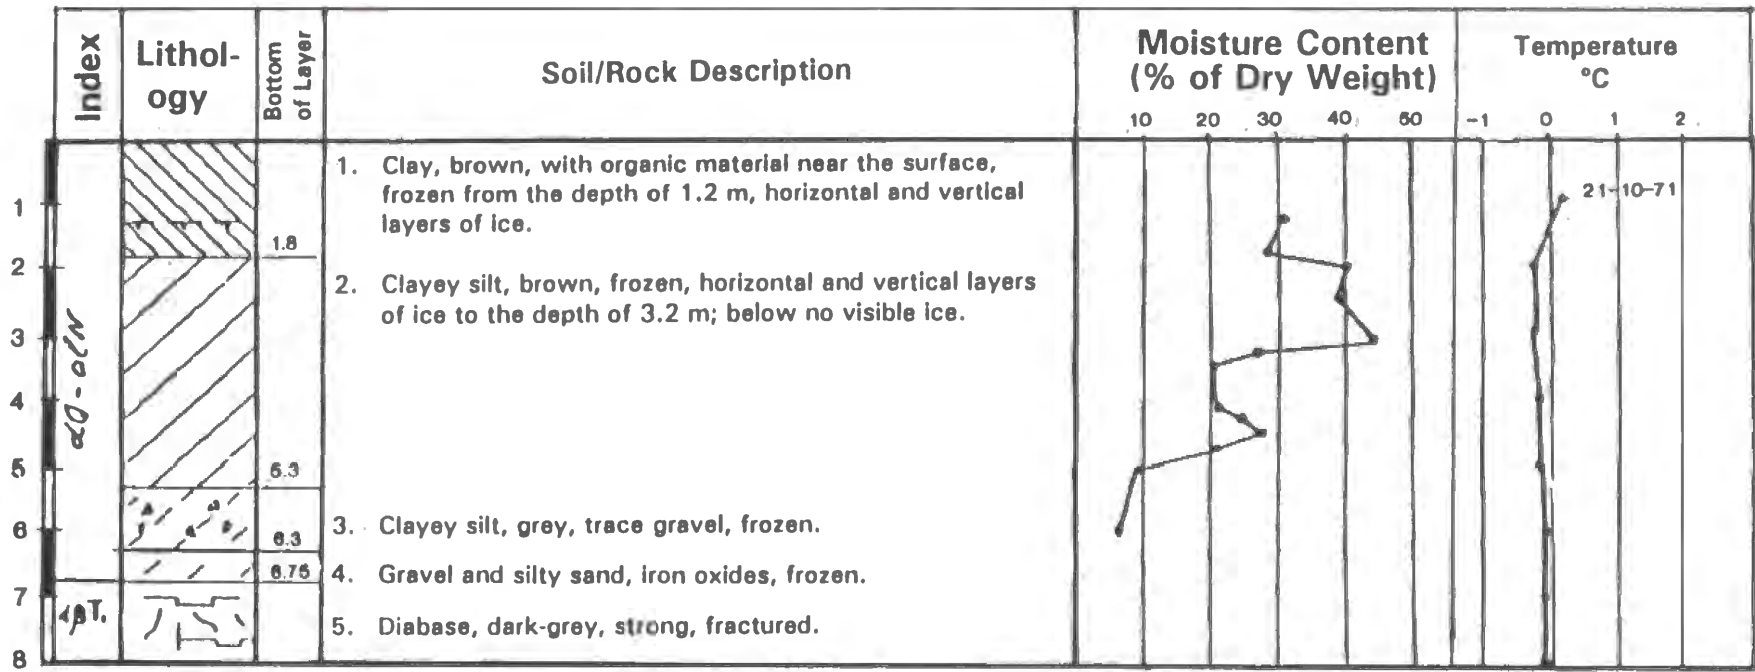 Index
Lithol-
ogy
Bottom
of Layer
Soil/Rock Description
Moisture Content
(% of Dry Weight)
10 20 30 40 50
Temperature
°C
-1 0 1 2
1
2
3
4
5
6
7
8
1.8
5.3
6.3
6.75
1. Clay, brown, with organic material near the surface,
frozen from the depth of 1.2 m, horizontal and vertical
layers of ice.
2. Clayey silt, brown, frozen, horizontal and vertical layers
of ice to the depth of 3.2 m; below no visible ice.
3. Clayey silt, grey, trace gravel, frozen.
4. Gravel and silty sand, iron oxides, frozen.
5. Diabase, dark-grey, strong, fractured.
21-10-71